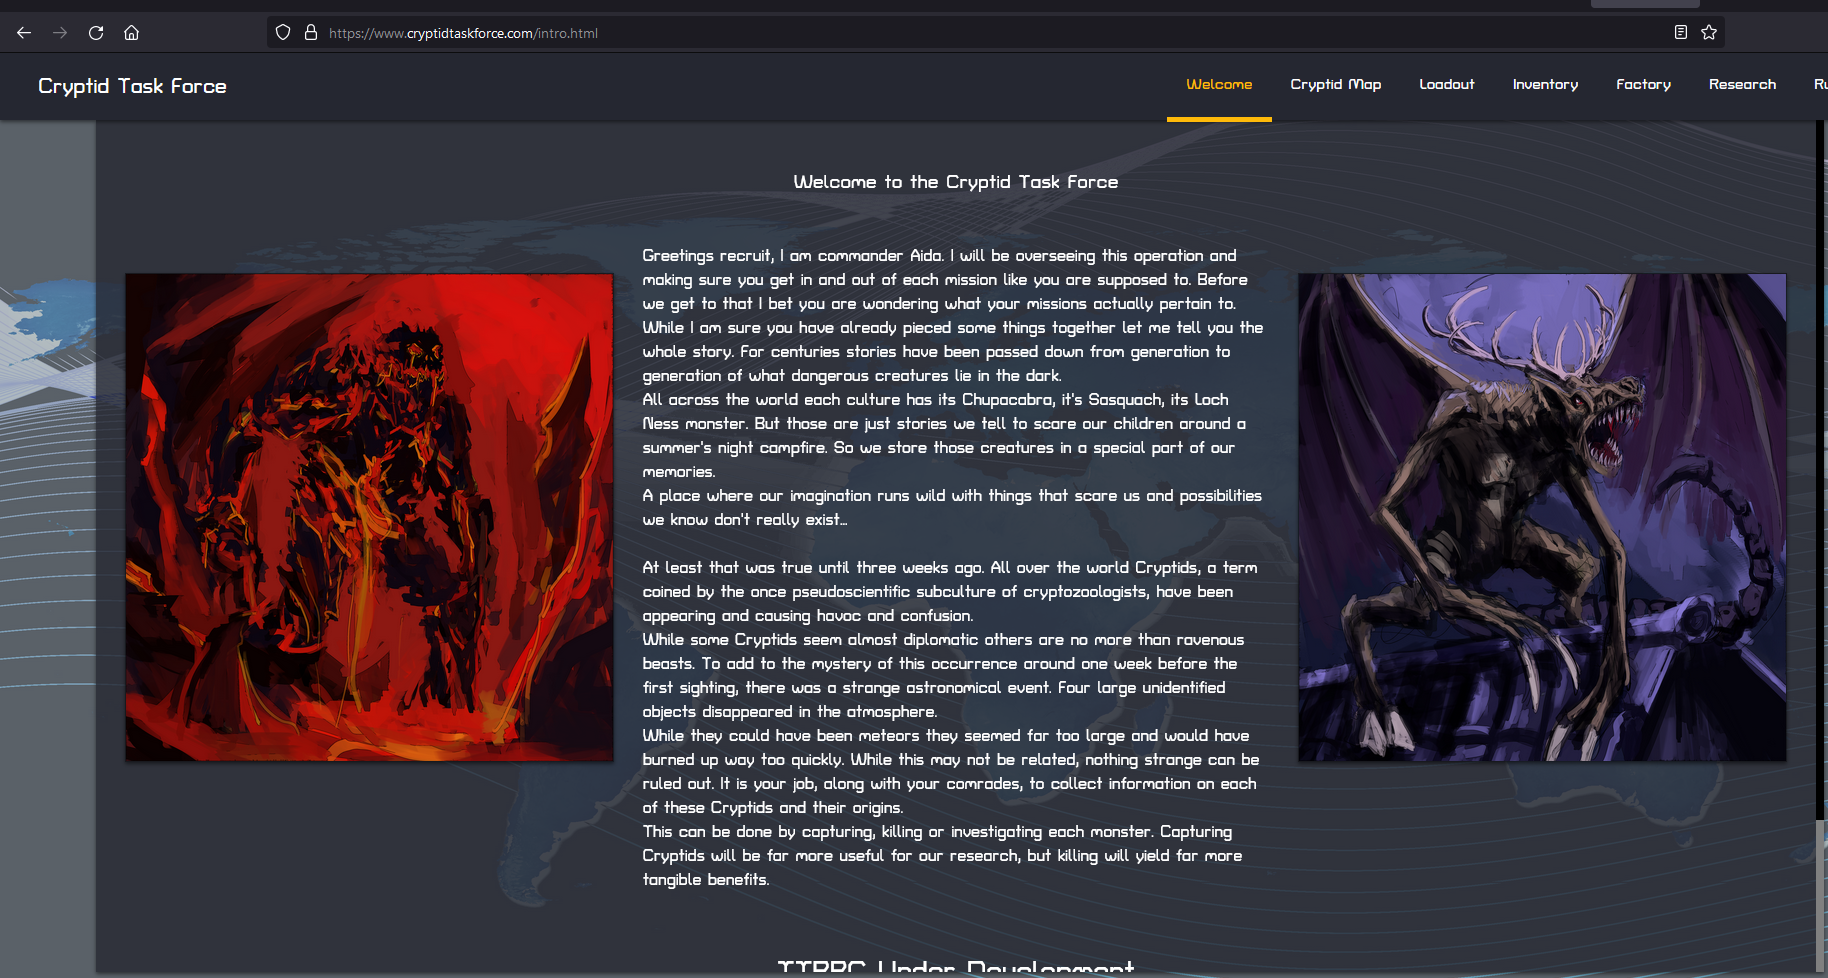 https://www.cryptidtaskforce.com/intro.html
Cryptid Task Force
Welcome
Cryptid Map
Loadout
Inventory
Factory
Research
Welcome to the Cryptid Task Force
Greetings recruit, I am commander Aida. I will be overseeing this operation and
making sure you get in and out of each mission like you are supposed to. Before
we get to that I bet you are wondering what your missions actually pertain to.
While I am sure you have already pieced some things together let me tell you the
whole story. For centuries stories have been passed down from generation to
generation of what dangerous creatures lie in the dark.
All across the world each culture has its Chupacabra, it's Sasquach, its Loch
Ness monster. But those are just stories we tell to scare our children around a
summer's night campfire. So we store those creatures in a special part of our
memories.
A place where our imagination runs wild with things that scare us and possibilities
we know don't really exist...
At least that was true until three weeks ago. All over the world Cryptids, a term
coined by the once pseudoscientific subculture of cryptozoologists, have been
appearing and causing havoc and confusion.
While some Cryptids seem almost diplomatic others are no more than ravenous
beasts. To add to the mystery of this occurrence around one week before the
first sighting, there was a strange astronomical event. Four large unidentified
objects disappeared in the atmosphere.
While they could have been meteors they seemed far too large and would have
burned up way too quickly. While this may not be related, nothing strange can be
ruled out. It is your job, along with your comrades, to collect information on each
of these Cryptids and their origins.
This can be done by capturing, killing or investigating each monster. Capturing
Cryptids will be far more useful for our research, but killing will yield far more
tangible benefits.
TTRPG Under Development